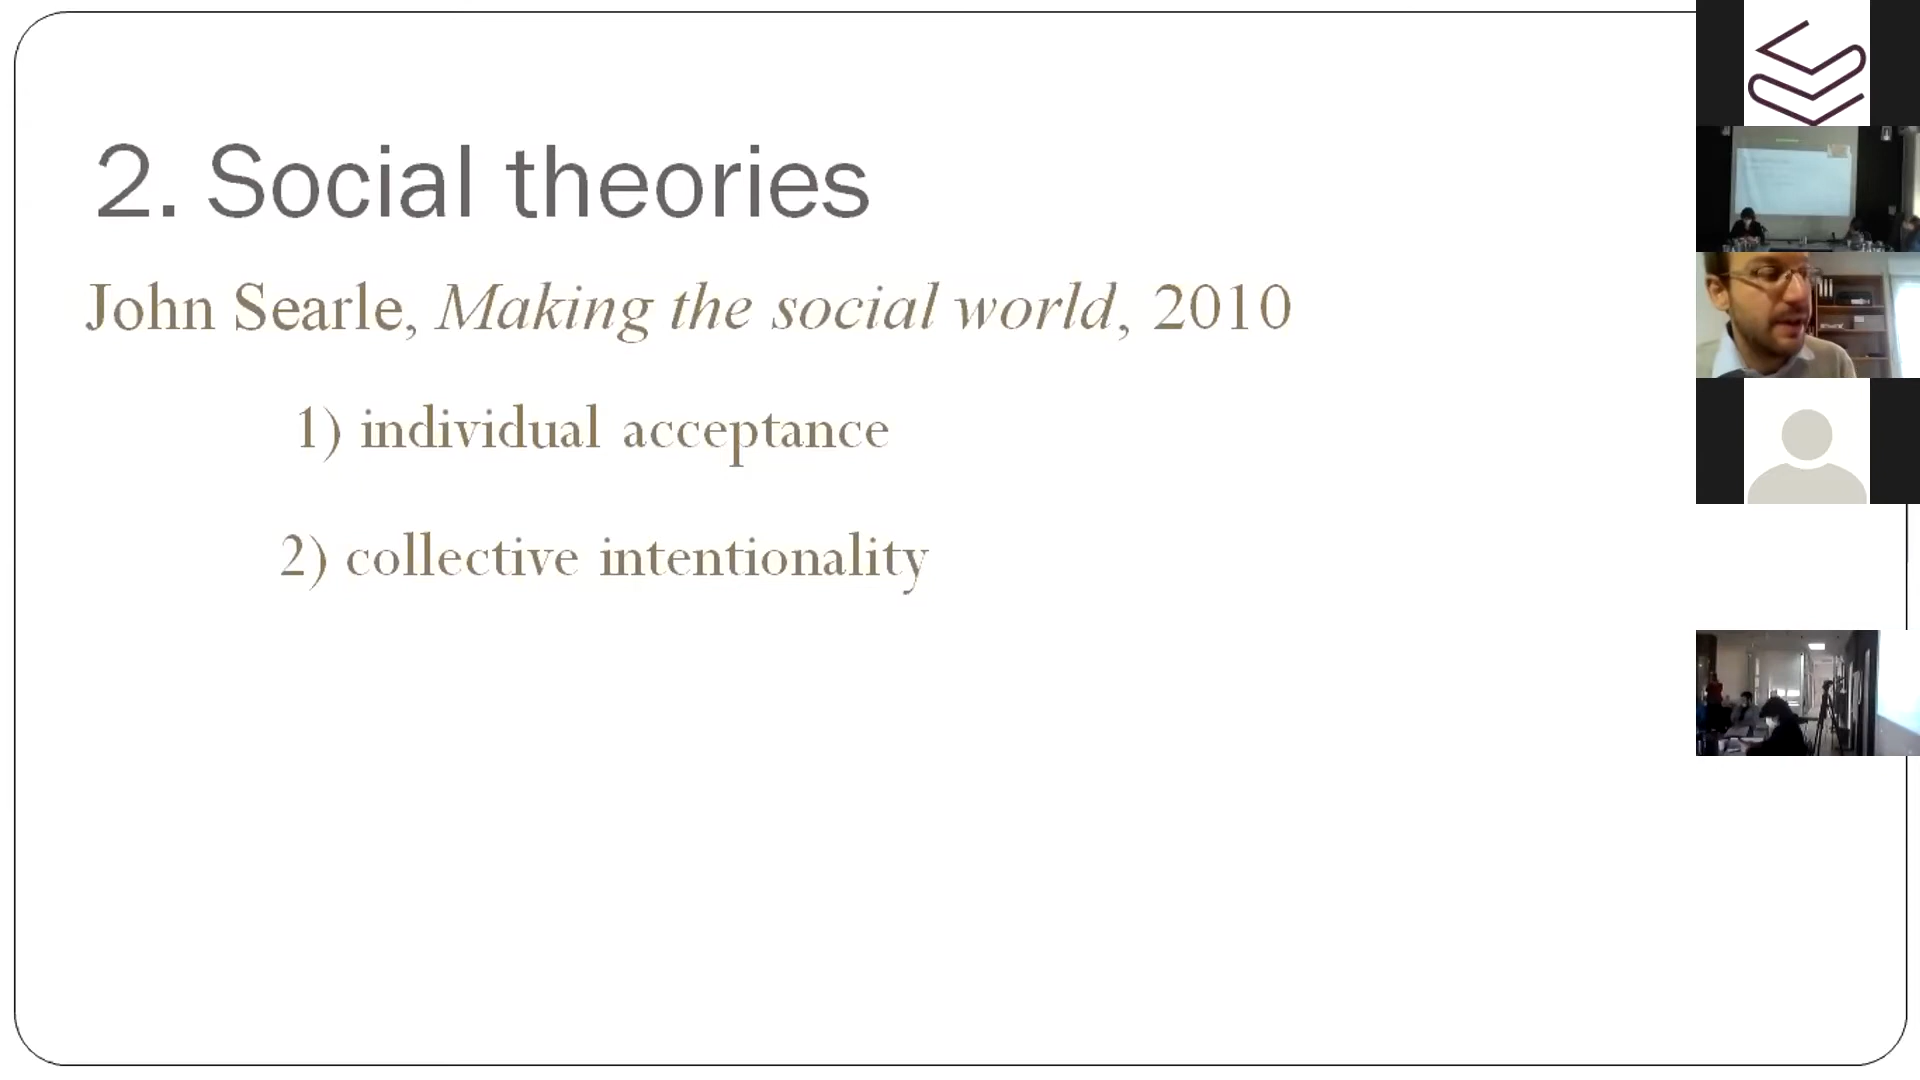 2. Social theories
John Searle, Making the social world, 2010
1) individual acceptance
2) collective intentionality